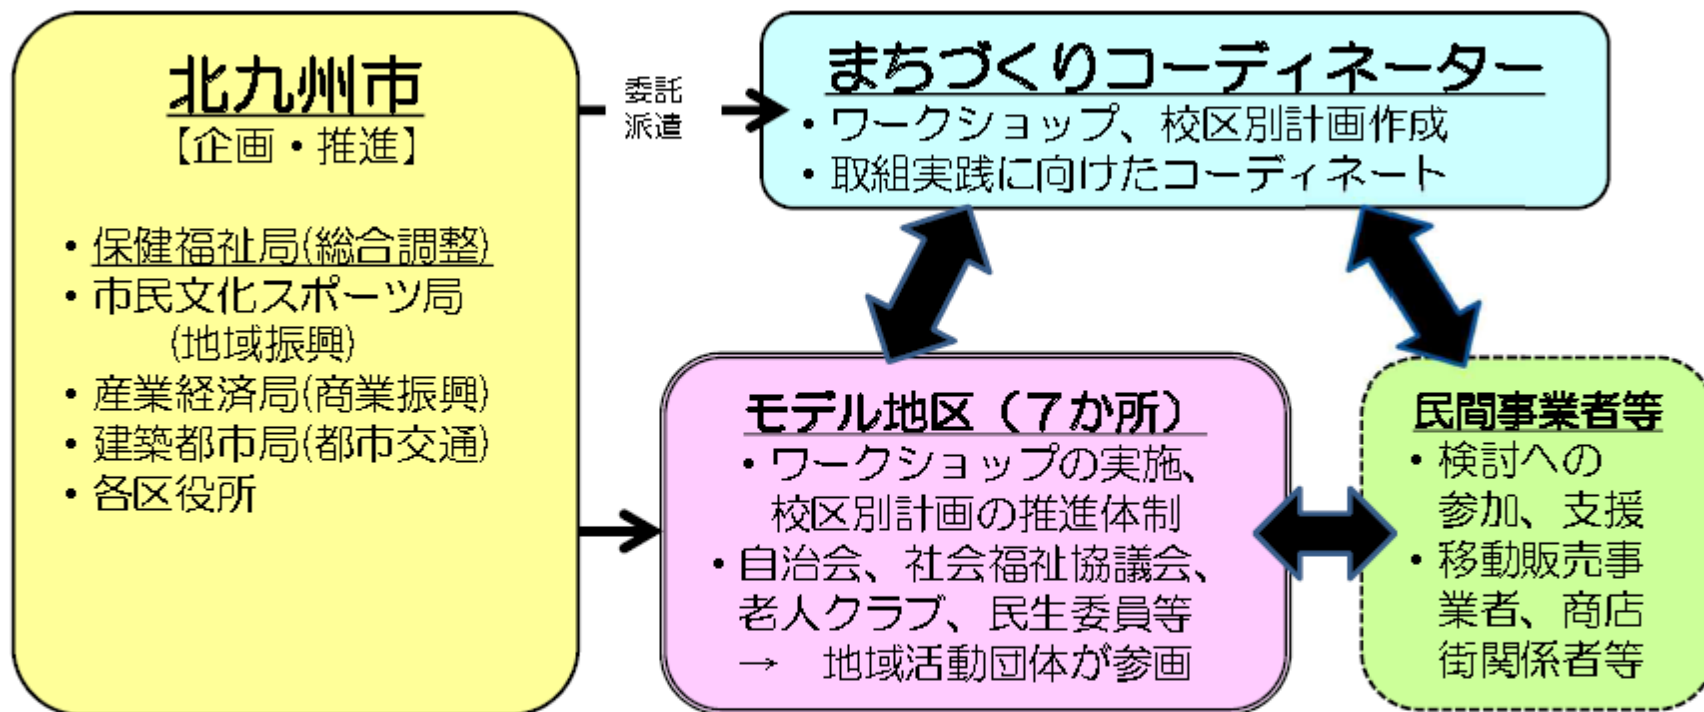 北九州市
【企画・推進】
・保健福祉局(総合調整)
・市民文化スポーツ局
(地域振興)
・産業経済局(商業振興)
・建築都市局(都市交通)
・各区役所
委託
派遣
まちづくりコーディネーター
・ワークショップ、校区別計画作成
・取組実践に向けたコーディネート
モデル地区（７か所）
・ワークショップの実施、
校区別計画の推進体制
・自治会、社会福祉協議会、
老人クラブ、民生委員等
→ 地域活動団体が参画
民間事業者等
・検討への
参加、支援
・移動販売事
業者、商店
街関係者等